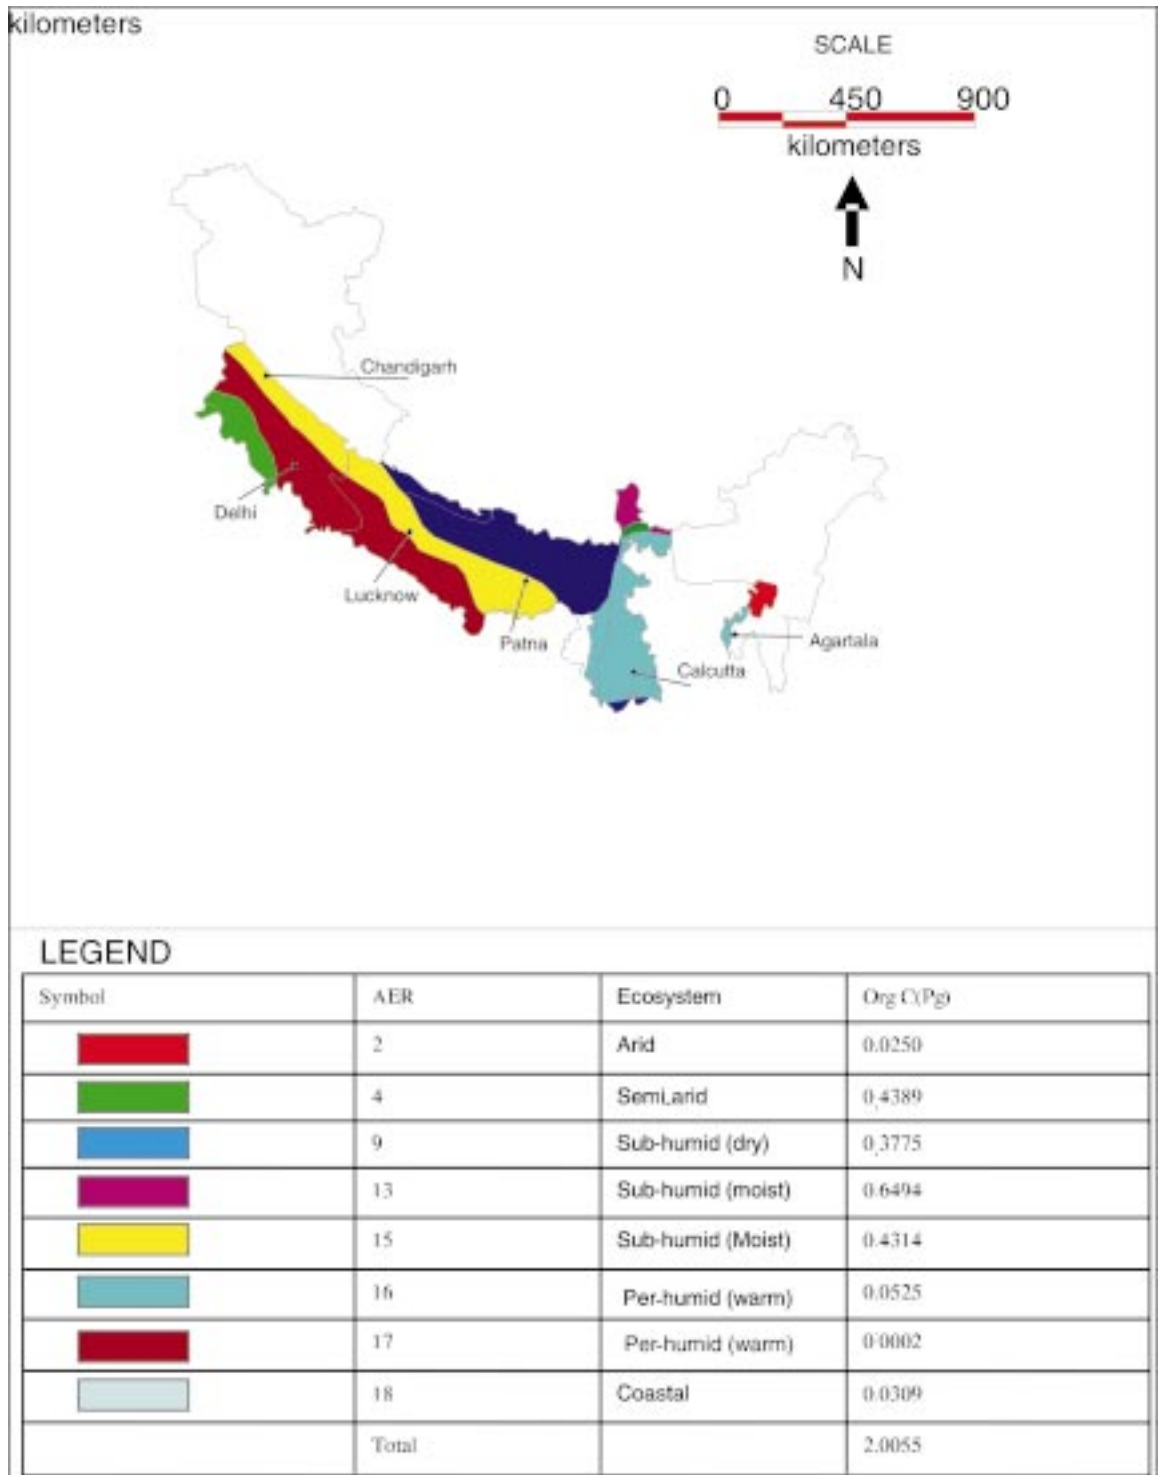 kilometers
SCALE
0 450 900
kilometers
N
Chandigarh
Delhi
Lucknow
Patna
Agartala
Calcutta
LEGEND
Symbol AER Ecosystem Org C(Pg)
2 Arid 0.0250
4 SemI,arid 0,4389
9 Sub-humid (dry) 0,3775
13 Sub-humid (moist) 0.6494
15 Sub-humid (Moist) 0.4314
16 Per-humid (warm) 0.0525
17 Per-humid (warm) 0'0002
18 Coastal 0.0309
Total 2.0055